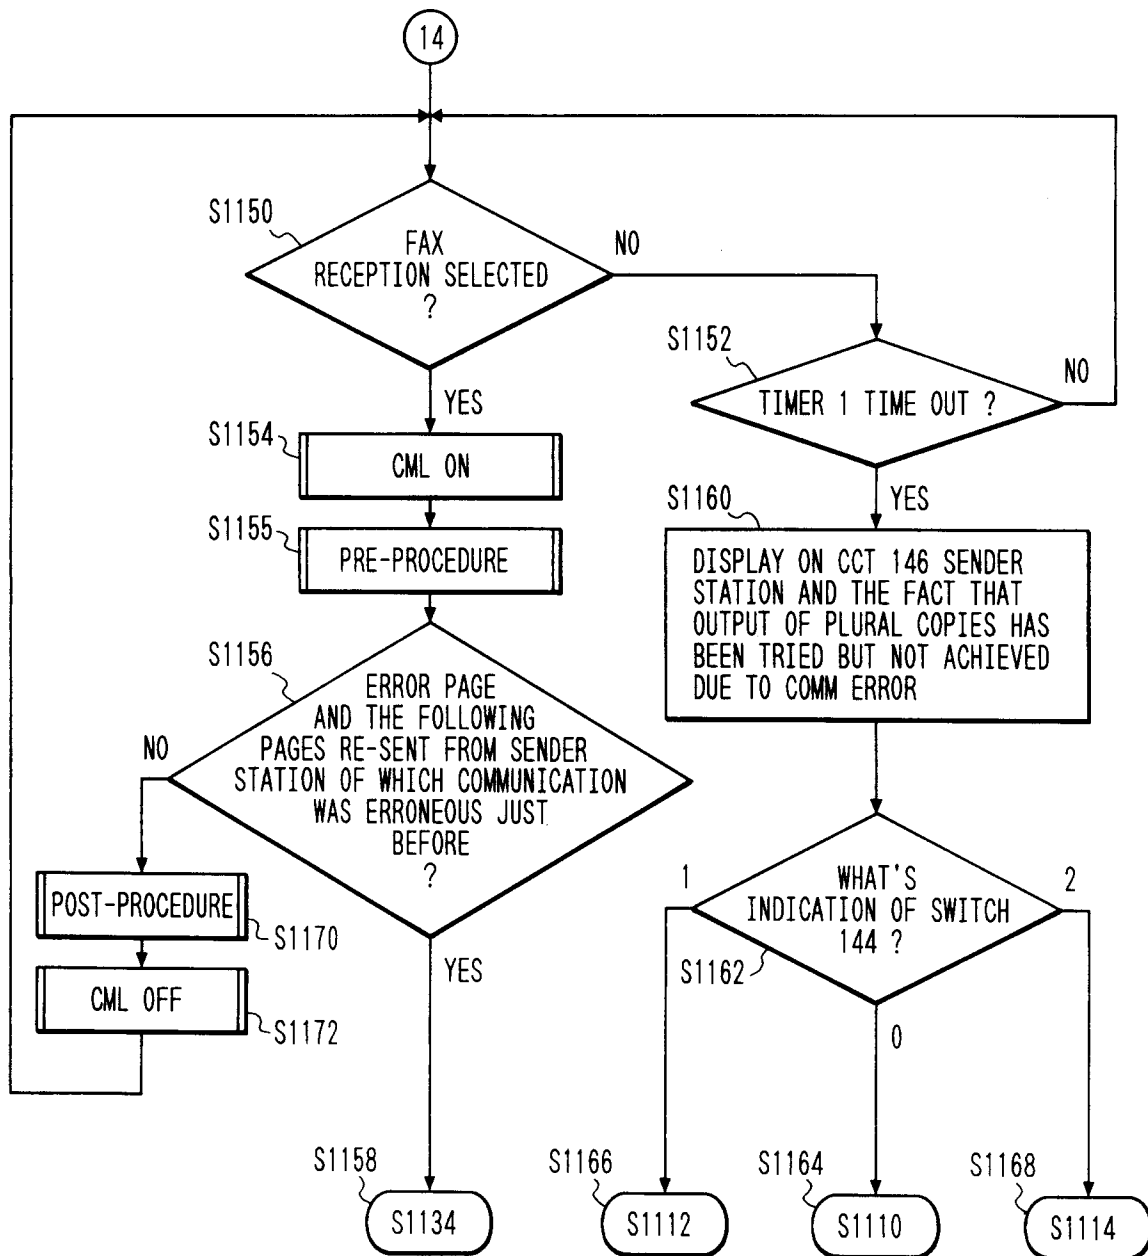 14
S1150
FAX
RECEPTION SELECTED
?
NO
YES
S1152
TIMER 1 TIME OUT ?
NO
YES
S1154
CML ON
S1155
PRE-PROCEDURE
S1160
DISPLAY ON CCT 146 SENDER
STATION AND THE FACT THAT
OUTPUT OF PLURAL COPIES HAS
BEEN TRIED BUT NOT ACHIEVED
DUE TO COMM ERROR
S1156
ERROR PAGE
AND THE FOLLOWING
PAGES RE-SENT FROM SENDER
STATION OF WHICH COMMUNICATION
WAS ERRONEOUS JUST
BEFORE
?
NO
YES
POST-PROCEDURE
S1170
CML OFF
S1172
WHAT'S
INDICATION OF SWITCH
144 ?
S1162
1
2
0
S1158
S1134
S1166
S1112
S1164
S1110
S1168
S1114